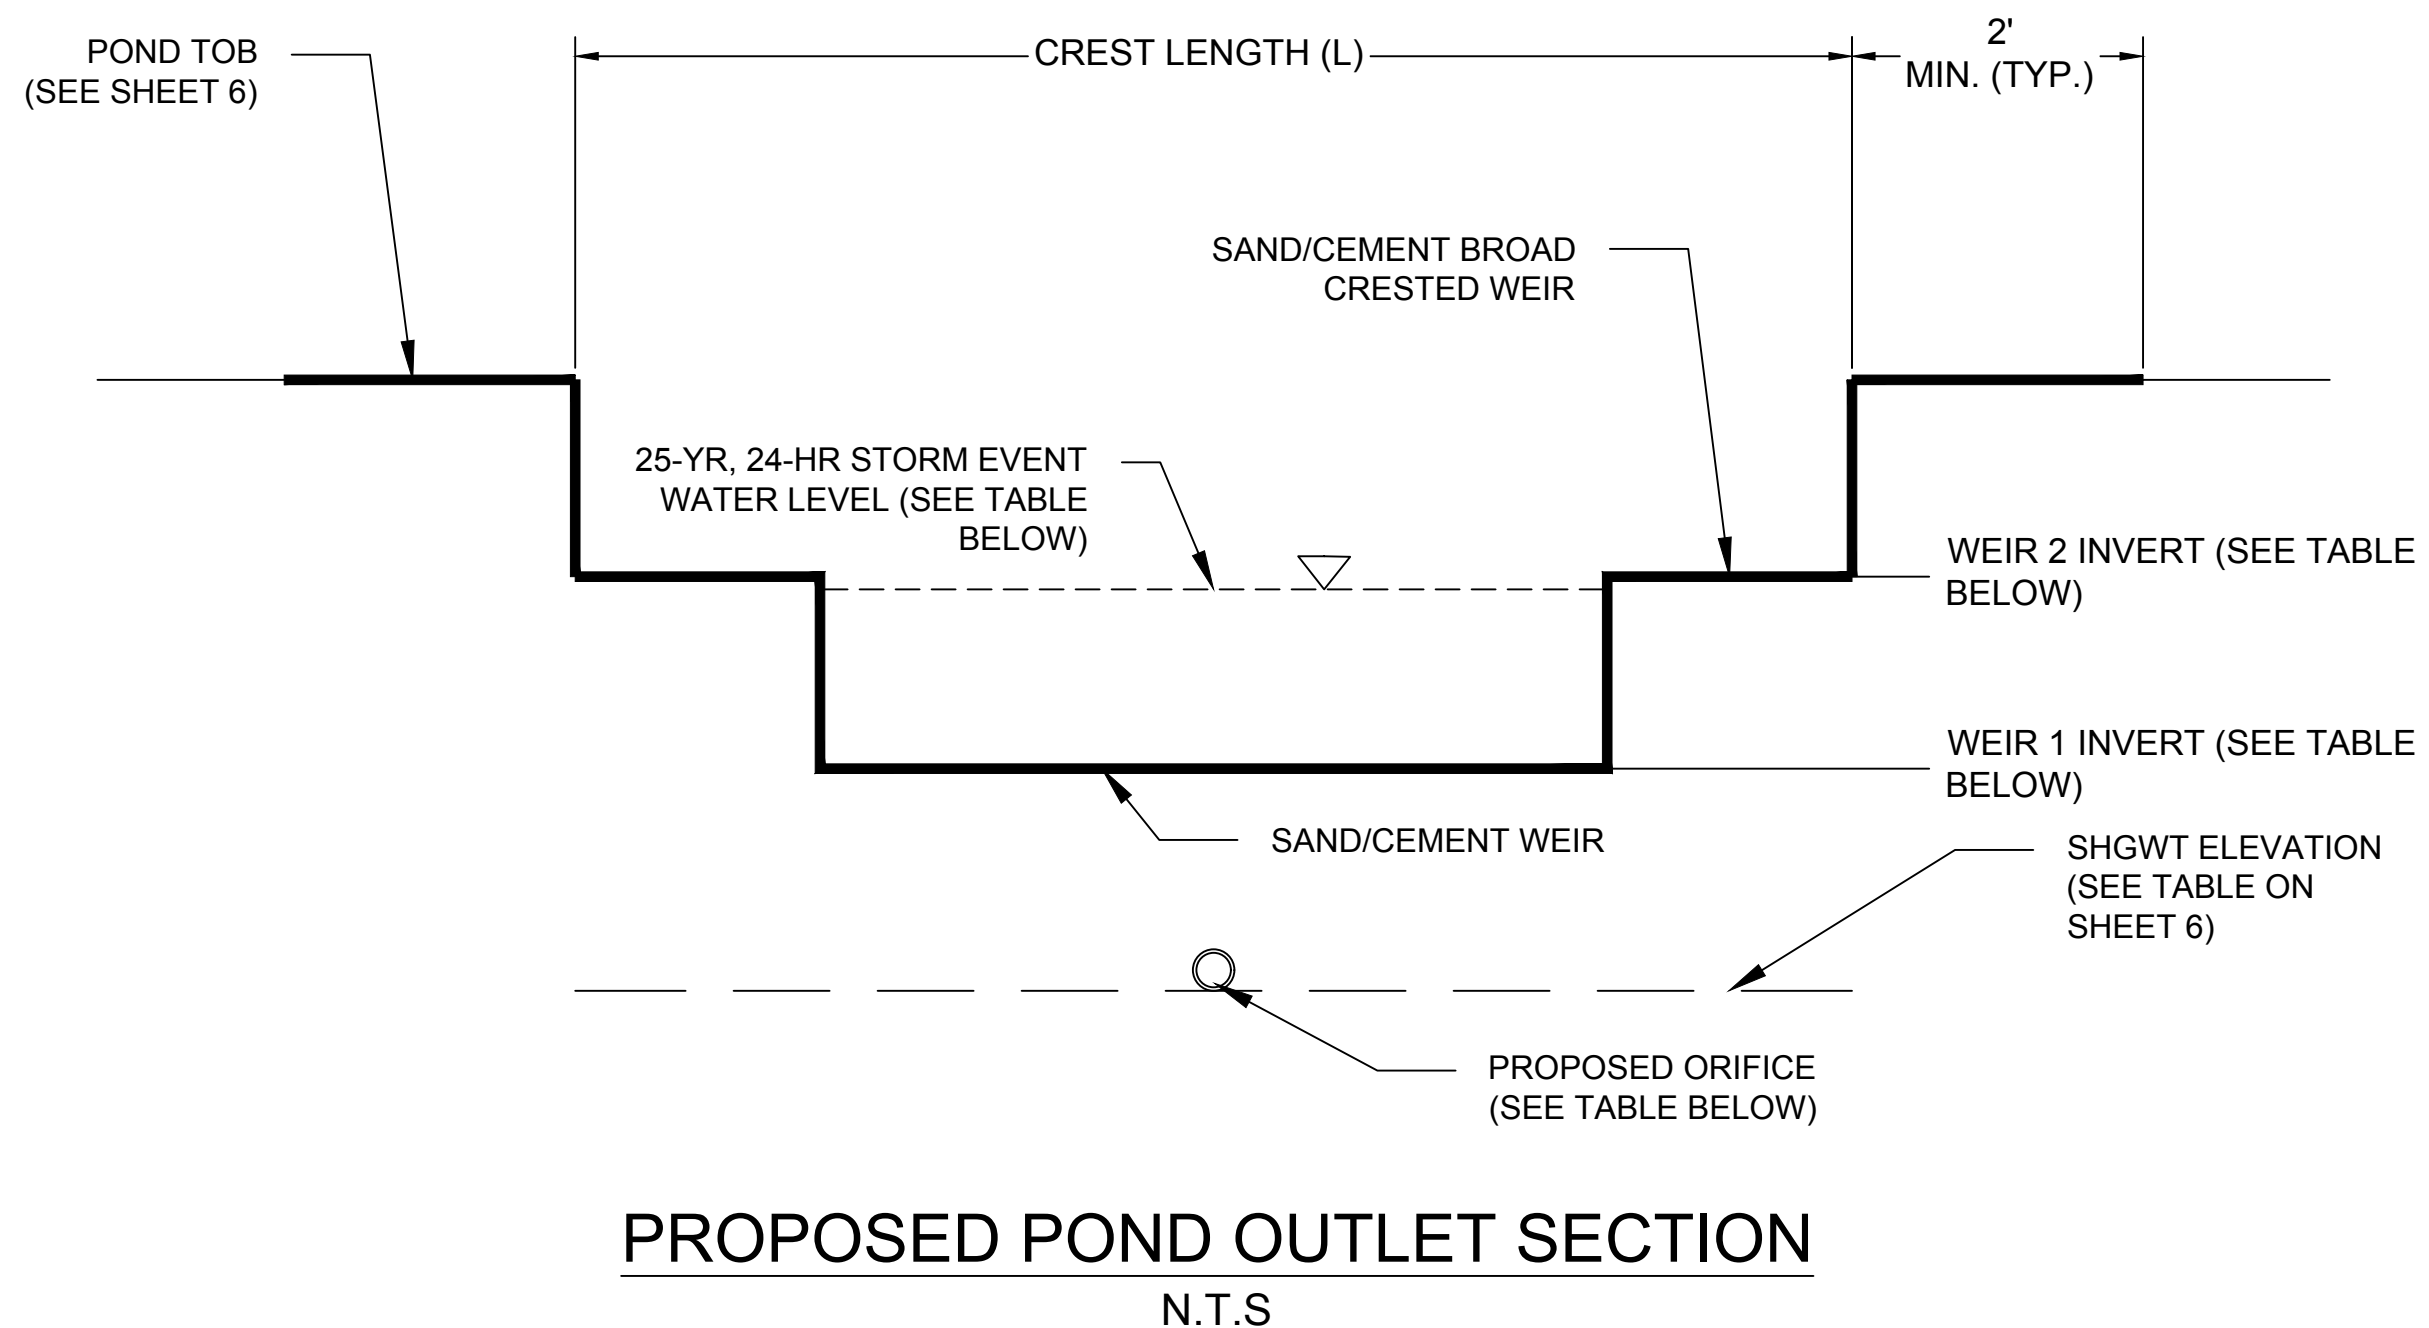 POND TOB
(SEE SHEET 6)
CREST LENGTH (L)
2'
MIN. (TYP.)
SAND/CEMENT BROAD
CRESTED WEIR
25-YR, 24-HR STORM EVENT
WATER LEVEL (SEE TABLE
BELOW)
WEIR 2 INVERT (SEE TABLE
BELOW)
WEIR 1 INVERT (SEE TABLE
BELOW)
SAND/CEMENT WEIR
SHGWT ELEVATION
(SEE TABLE ON
SHEET 6)
PROPOSED ORIFICE
(SEE TABLE BELOW)
PROPOSED POND OUTLET SECTION
N.T.S